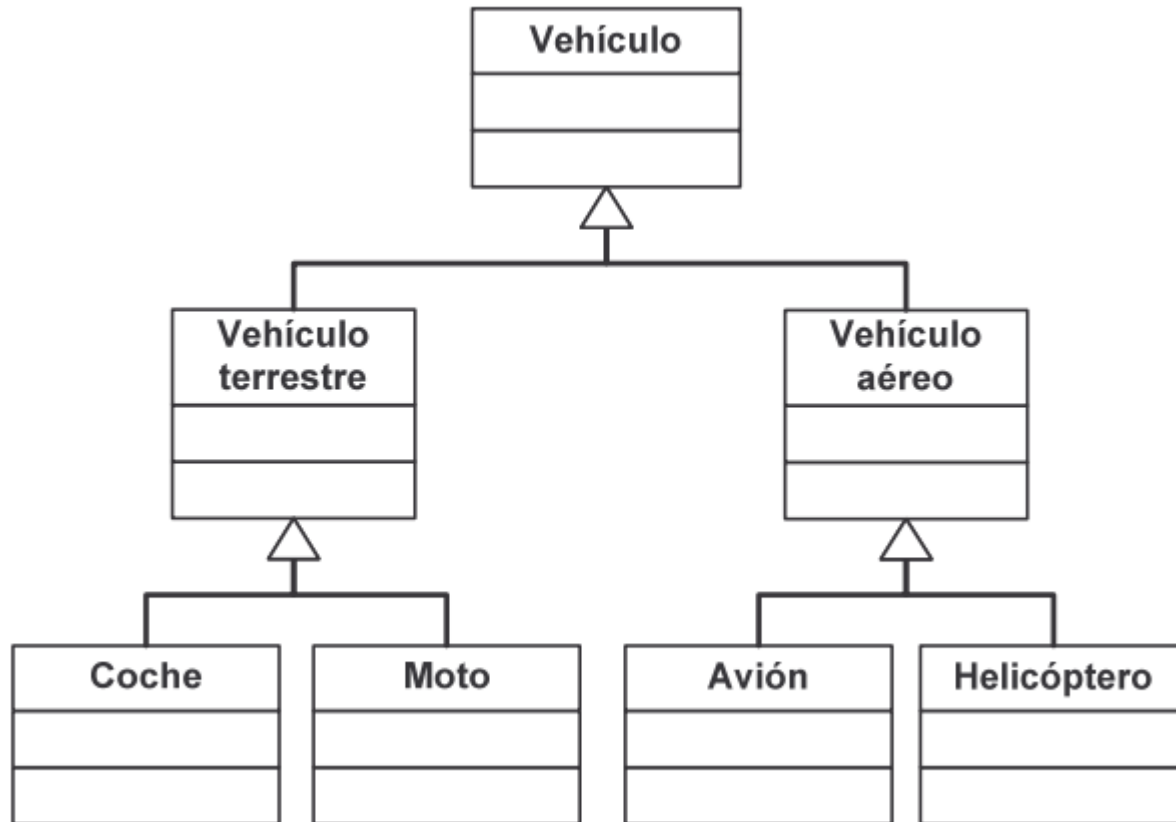 Vehículo
Vehículo
terrestre
Vehículo
aéreo
Coche
Moto
Avión
Helicóptero